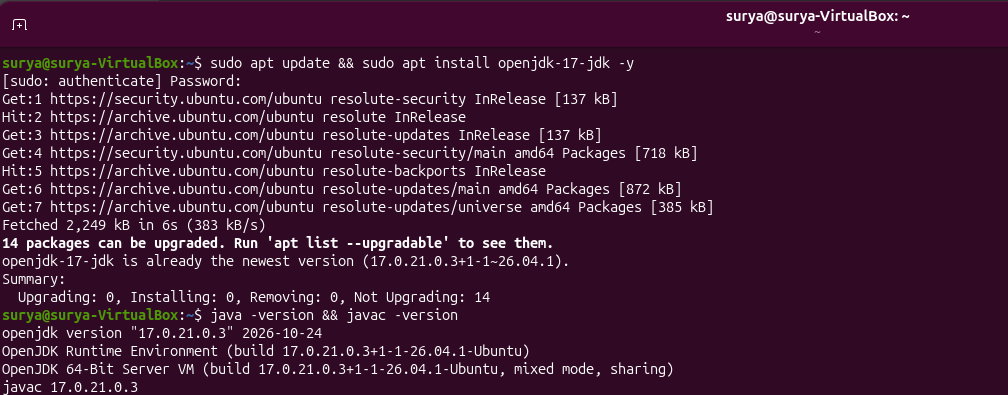 surya@surya-VirtualBox: ~
~
surya@surya-VirtualBox:~$ sudo apt update && sudo apt install openjdk-17-jdk -y
[sudo: authenticate] Password:
Get:1 https://security.ubuntu.com/ubuntu resolute-security InRelease [137 kB]
Hit:2 https://archive.ubuntu.com/ubuntu resolute InRelease
Get:3 https://archive.ubuntu.com/ubuntu resolute-updates InRelease [137 kB]
Get:4 https://security.ubuntu.com/ubuntu resolute-security/main amd64 Packages [718 kB]
Hit:5 https://archive.ubuntu.com/ubuntu resolute-backports InRelease
Get:6 https://archive.ubuntu.com/ubuntu resolute-updates/main amd64 Packages [872 kB]
Get:7 https://archive.ubuntu.com/ubuntu resolute-updates/universe amd64 Packages [385 kB]
Fetched 2,249 kB in 6s (383 kB/s)
14 packages can be upgraded. Run 'apt list --upgradable' to see them.
openjdk-17-jdk is already the newest version (17.0.21.0.3+1-1~26.04.1).
Summary:
  Upgrading: 0, Installing: 0, Removing: 0, Not Upgrading: 14
surya@surya-VirtualBox:~$ java -version && javac -version
openjdk version "17.0.21.0.3" 2026-10-24
OpenJDK Runtime Environment (build 17.0.21.0.3+1-1-26.04.1-Ubuntu)
OpenJDK 64-Bit Server VM (build 17.0.21.0.3+1-1-26.04.1-Ubuntu, mixed mode, sharing)
javac 17.0.21.0.3